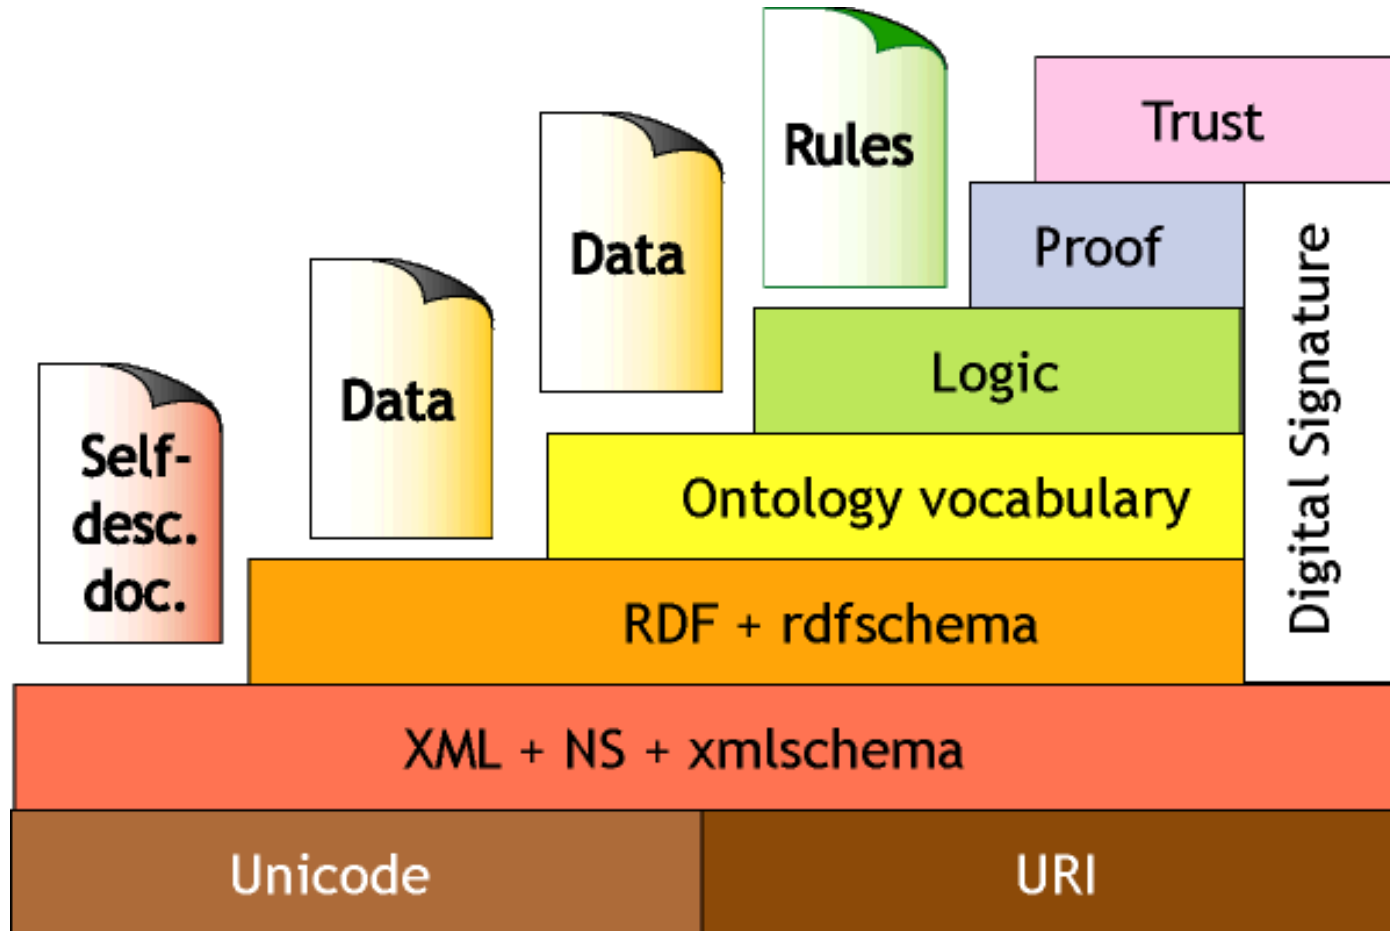 Rules
Trust
Data
Proof
Data
Logic
Digital Signature
Self-
desc.
doc.
Ontology vocabulary
RDF + rdfschema
XML + NS + xmlschema
Unicode
URI